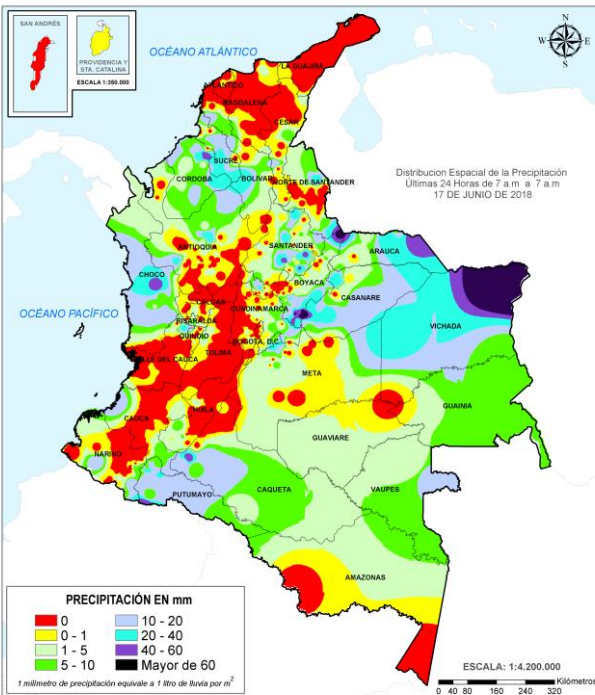 SAN ANDRÉS
PROVIDENCIA Y
STA. CATALINA
ESCALA 1:350.000
OCÉANO ATLÁNTICO
N
W E
S
LA GUAJIRA
ATLANTICO
MAGDALENA
CESAR
SUCRE
CORDOBA
BOLIVAR
NORTE DE SANTANDER
Distribucion Espacial de la Precipitación
Últimas 24 Horas de 7 a.m a 7 a.m
17 DE JUNIO DE 2018
ANTIOQUIA
SANTANDER
ARAUCA
CHOCO
BOYACA
CASANARE
OCÉANO PACÍFICO
CALDAS
RISARALDA
CUNDINAMARCA
VICHADA
QUINDIO
BOGOTA, D.C.
TOLIMA
VALLE DEL CAUCA
META
GUAINIA
HUILA
CAUCA
GUAVIARE
NARIÑO
CAQUETA
VAUPES
PUTUMAYO
AMAZONAS
PRECIPITACIÓN EN mm
0 10 - 20
0 - 1 20 - 40
1 - 5 40 - 60
5 - 10 Mayor de 60
1 milímetro de precipitación equivale a 1 litro de lluvia por m²
ESCALA: 1:4.200.000
Kilómetros
0 40 80 160 240 320